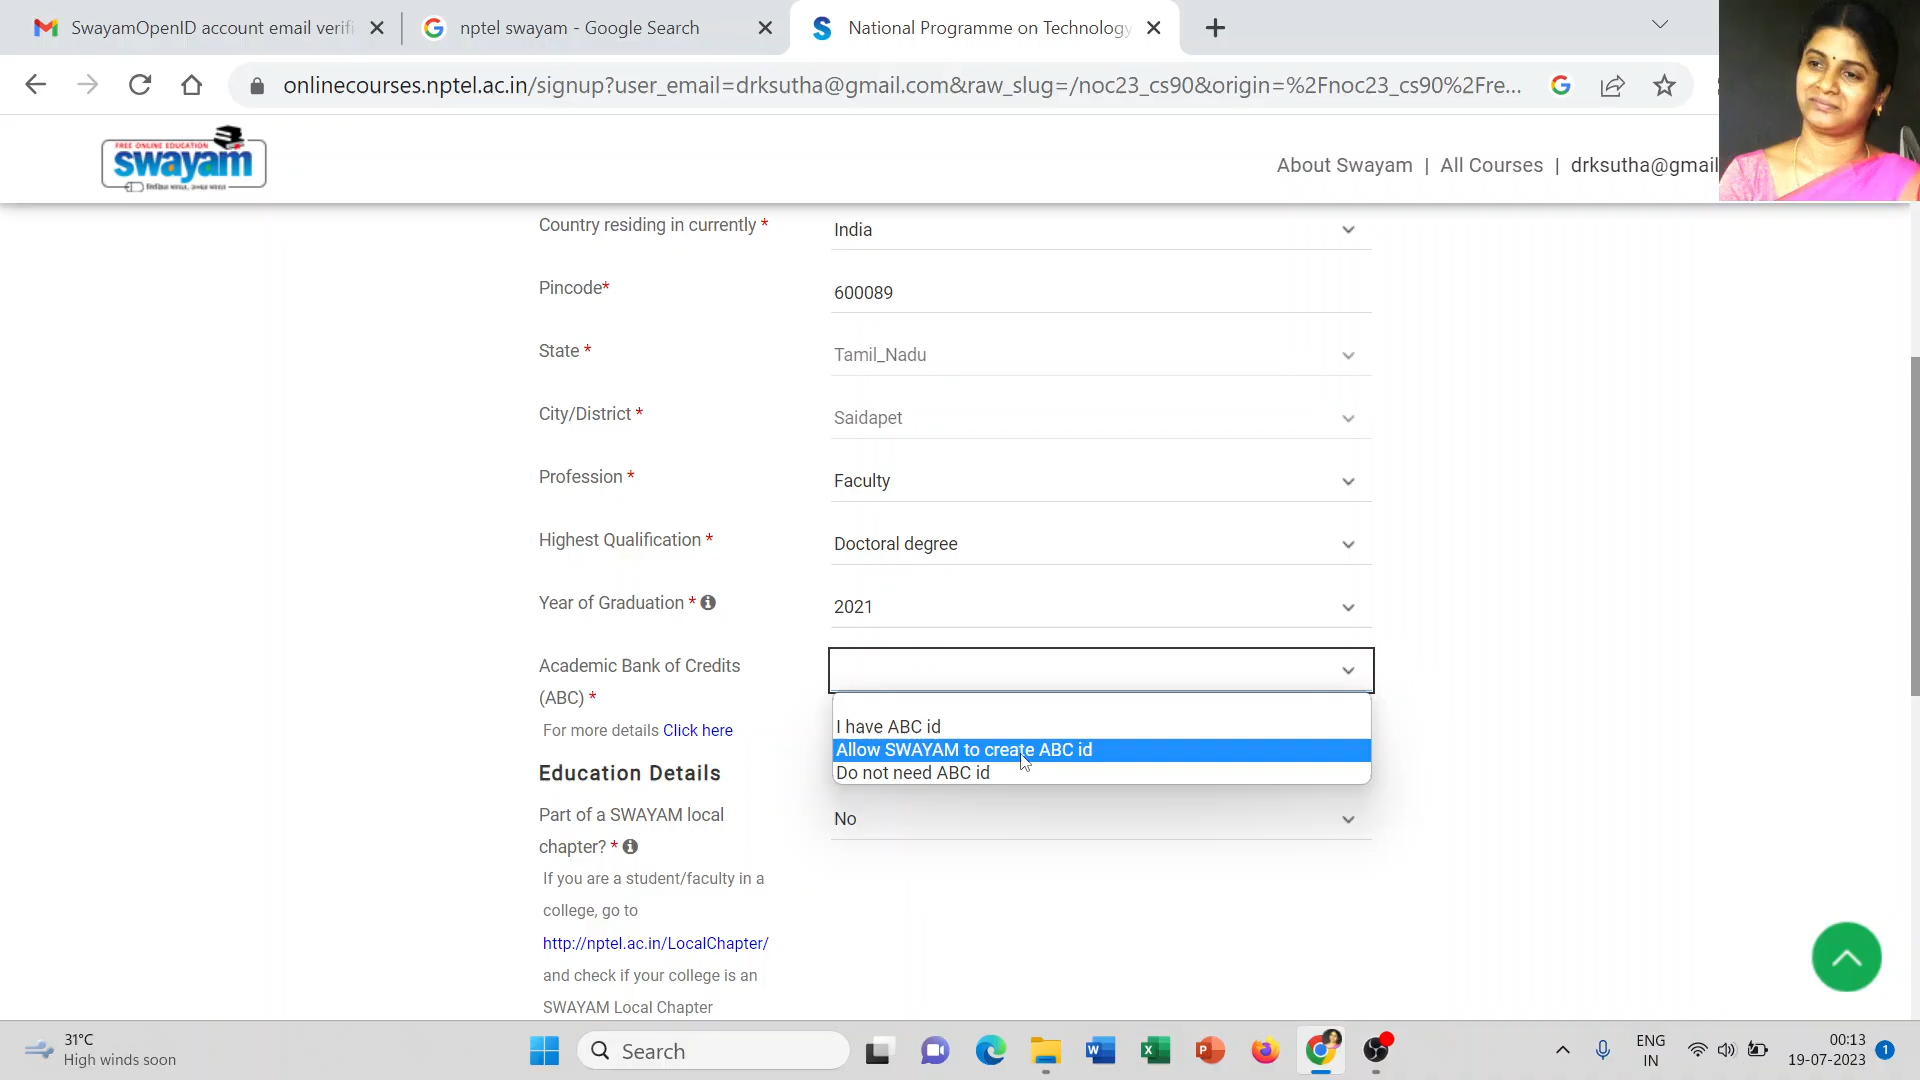 SwayamOpenID account email verifi
nptel swayam - Google Search
National Programme on Technology
onlinecourses.nptel.ac.in/signup?user_email=drksutha@gmail.com&raw_slug=/noc23_cs90&origin=%2Fnoc23_cs90%2Fre...
FREE ONLINE EDUCATION
swayam
About Swayam | All Courses | drksutha@gmail
Country residing in currently * India
Pincode* 600089
State * Tamil_Nadu
City/District * Saidapet
Profession * Faculty
Highest Qualification * Doctoral degree
Year of Graduation * 2021
Academic Bank of Credits
(ABC) *
For more details Click here
I have ABC id
Allow SWAYAM to create ABC id
Do not need ABC id
Education Details
Part of a SWAYAM local
chapter? *
No
If you are a student/faculty in a
college, go to
http://nptel.ac.in/LocalChapter/
and check if your college is an
SWAYAM Local Chapter
31°C
High winds soon
Search
ENG
IN
00:13
19-07-2023
1